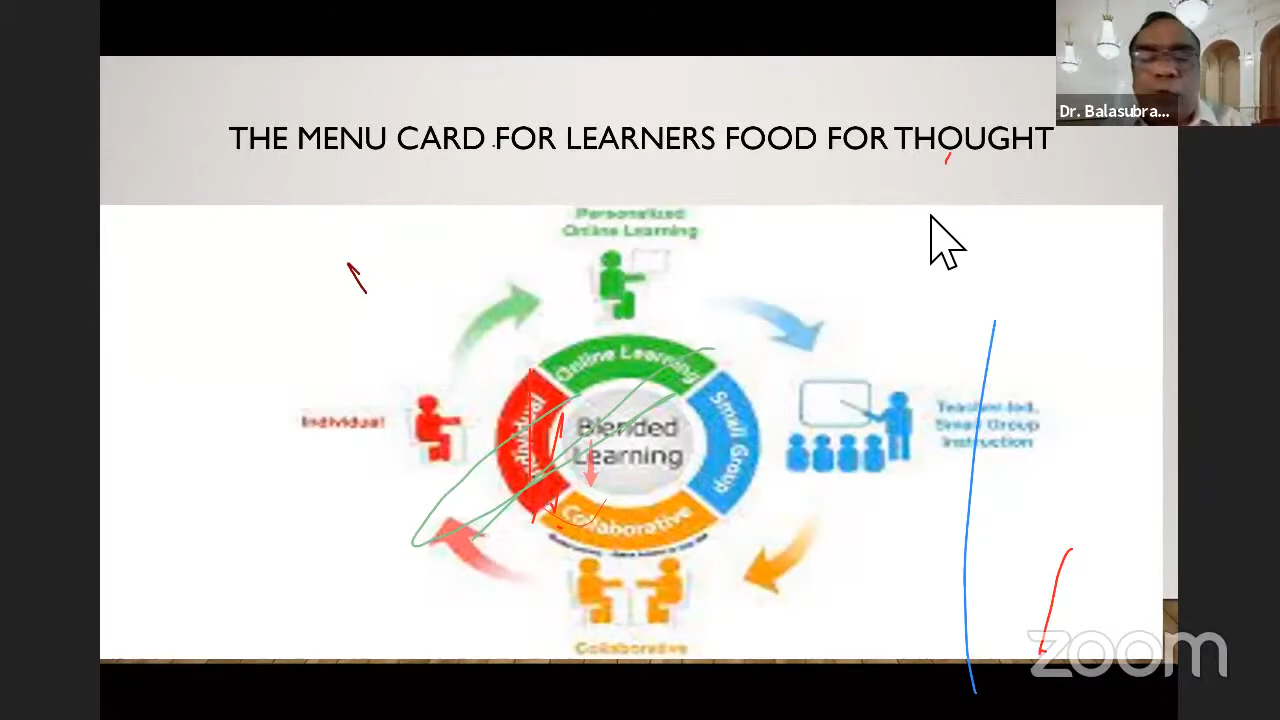 Dr. Balasubra...
THE MENU CARD FOR LEARNERS FOOD FOR THOUGHT
Personalized
Online Learning
Online Learning
Individual
Individual
Blended
Learning
Small Group
Teacher-led,
Small Group
Instruction
Collaborative
Collaborative
zoom